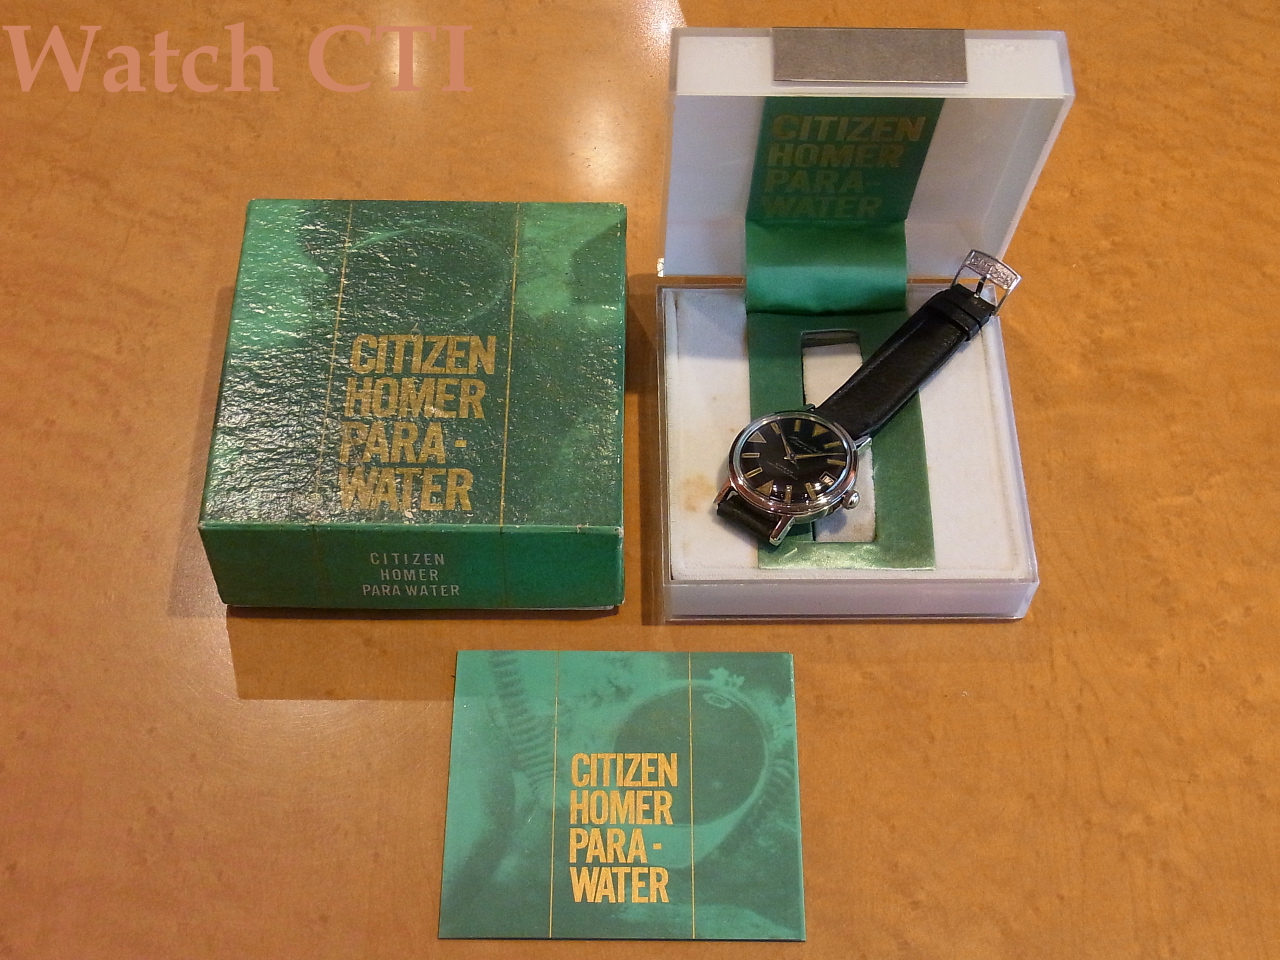 Watch CTI
CITIZEN
HOMER
PARA-
WATER
CITIZEN
HOMER
PARA-
WATER
CITIZEN
HOMER
PARA WATER
CITIZEN
HOMER
PARA-
WATER